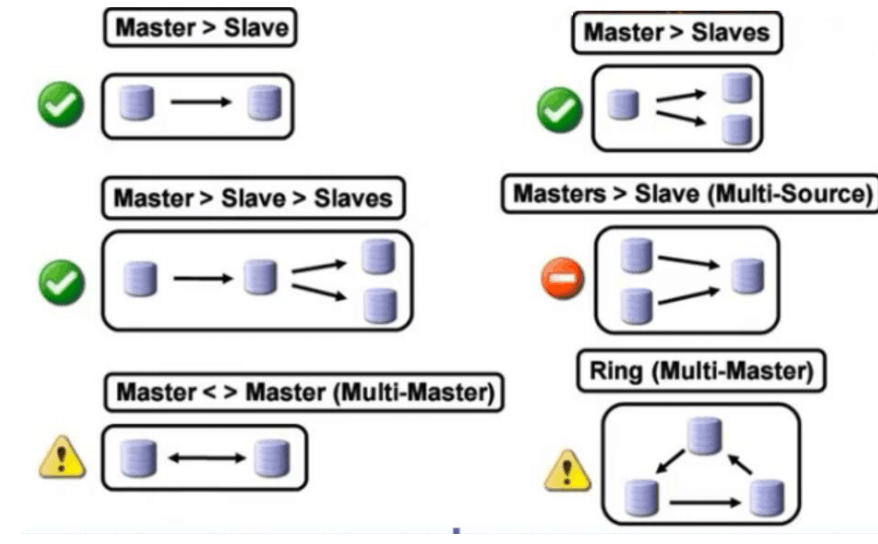 Master > Slave
Master > Slaves
Master > Slave > Slaves
Masters > Slave (Multi-Source)
Master < > Master (Multi-Master)
Ring (Multi-Master)